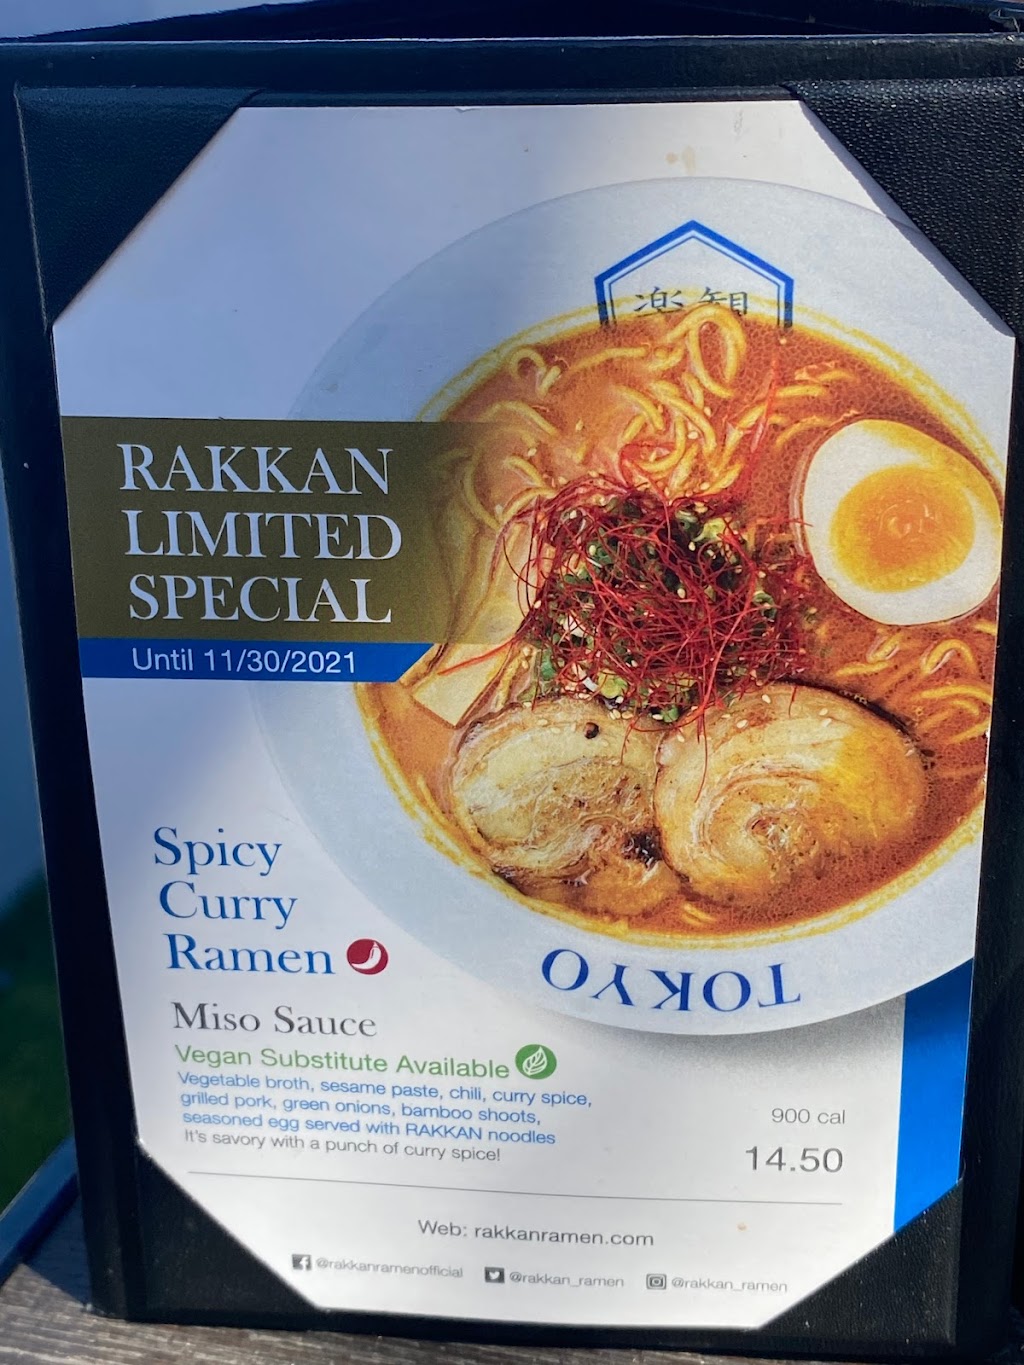 楽 観
RAKKAN
LIMITED
SPECIAL
Until 11/30/2021
Spicy
Curry
Ramen
TOKYO
Miso Sauce
Vegan Substitute Available
Vegetable broth, sesame paste, chili, curry spice,
grilled pork, green onions, bamboo shoots,
seasoned egg served with RAKKAN noodles
It's savory with a punch of curry spice!
900 cal
14.50
Web: rakkanramen.com
@rakkanramenofficial @rakkan_ramen @rakkan_ramen